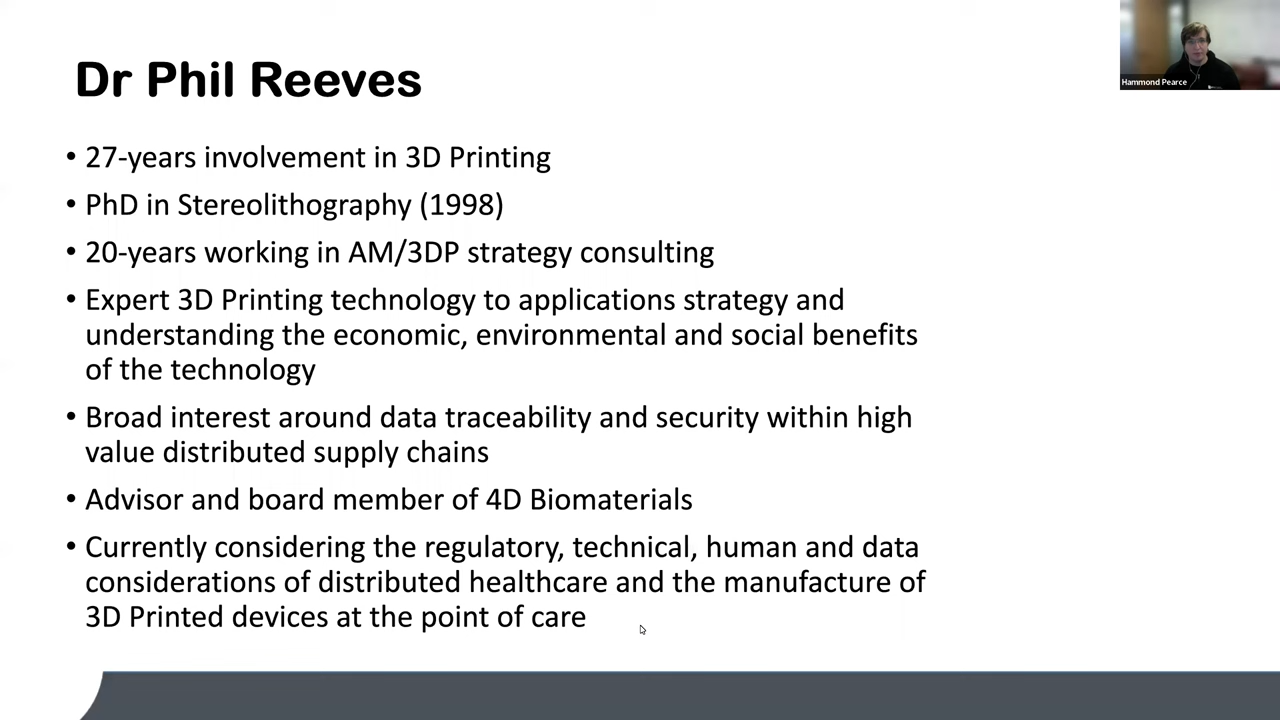 Dr Phil Reeves
Hammond Pearce
• 27-years involvement in 3D Printing
• PhD in Stereolithography (1998)
• 20-years working in AM/3DP strategy consulting
• Expert 3D Printing technology to applications strategy and
understanding the economic, environmental and social benefits
of the technology
• Broad interest around data traceability and security within high
value distributed supply chains
• Advisor and board member of 4D Biomaterials
• Currently considering the regulatory, technical, human and data
considerations of distributed healthcare and the manufacture of
3D Printed devices at the point of care